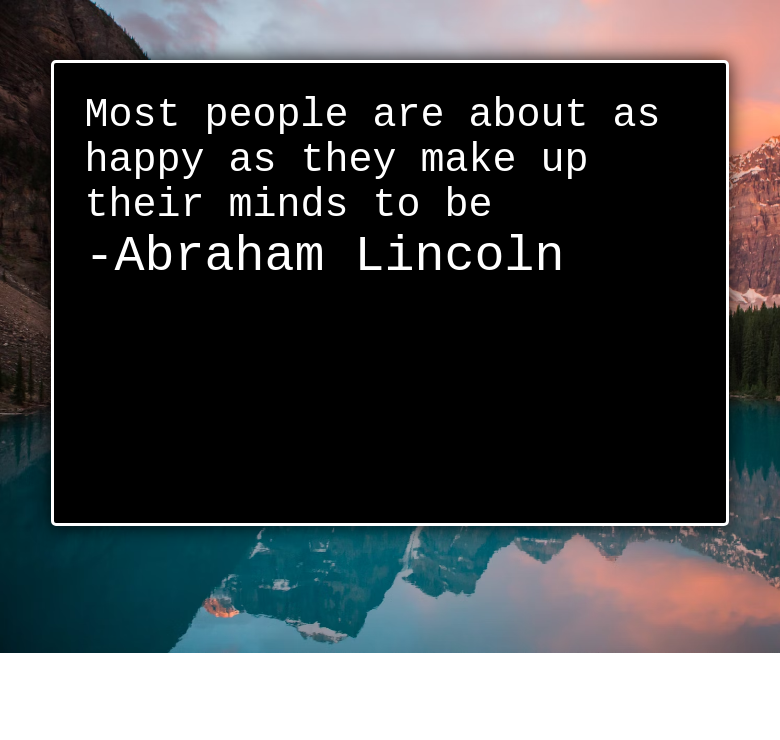 Most people are about as
happy as they make up
their minds to be
-Abraham Lincoln